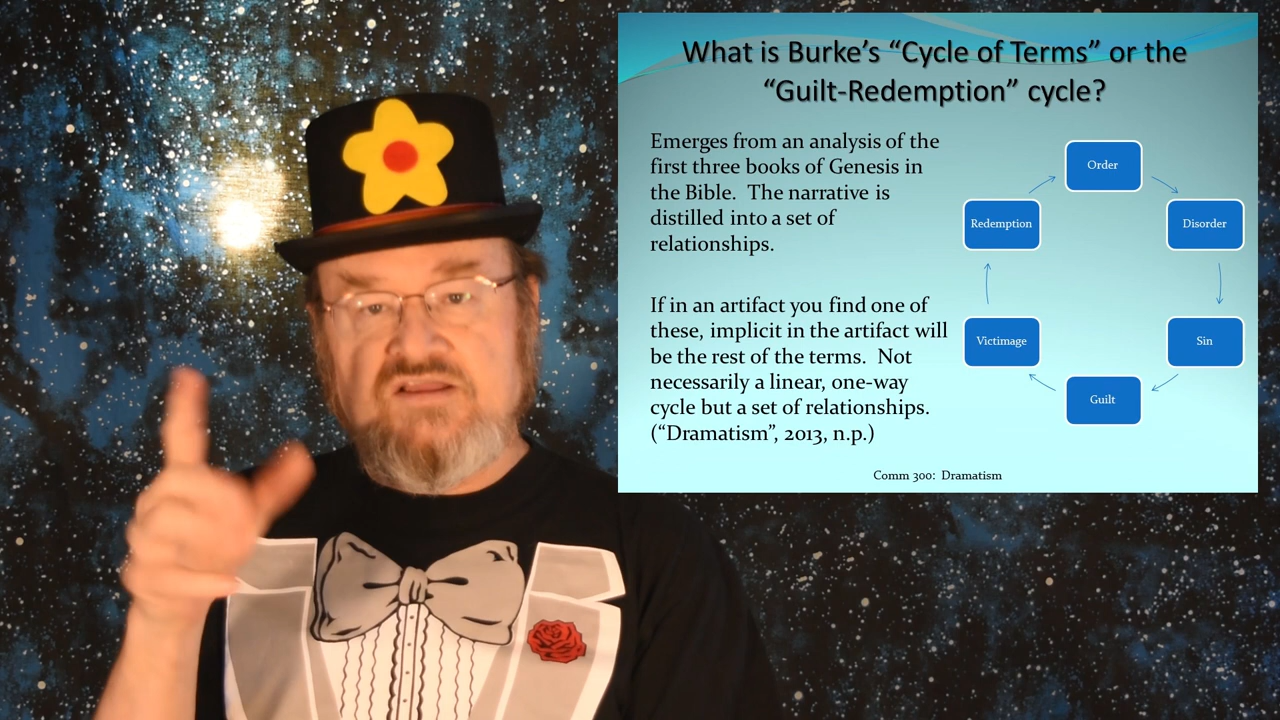 What is Burke's “Cycle of Terms” or the
“Guilt-Redemption” cycle?
Emerges from an analysis of the
first three books of Genesis in
the Bible.  The narrative is
distilled into a set of
relationships.
If in an artifact you find one of
these, implicit in the artifact will
be the rest of the terms.  Not
necessarily a linear, one-way
cycle but a set of relationships.
(“Dramatism”, 2013, n.p.)
Order
Disorder
Sin
Guilt
Victimage
Redemption
Comm 300:  Dramatism